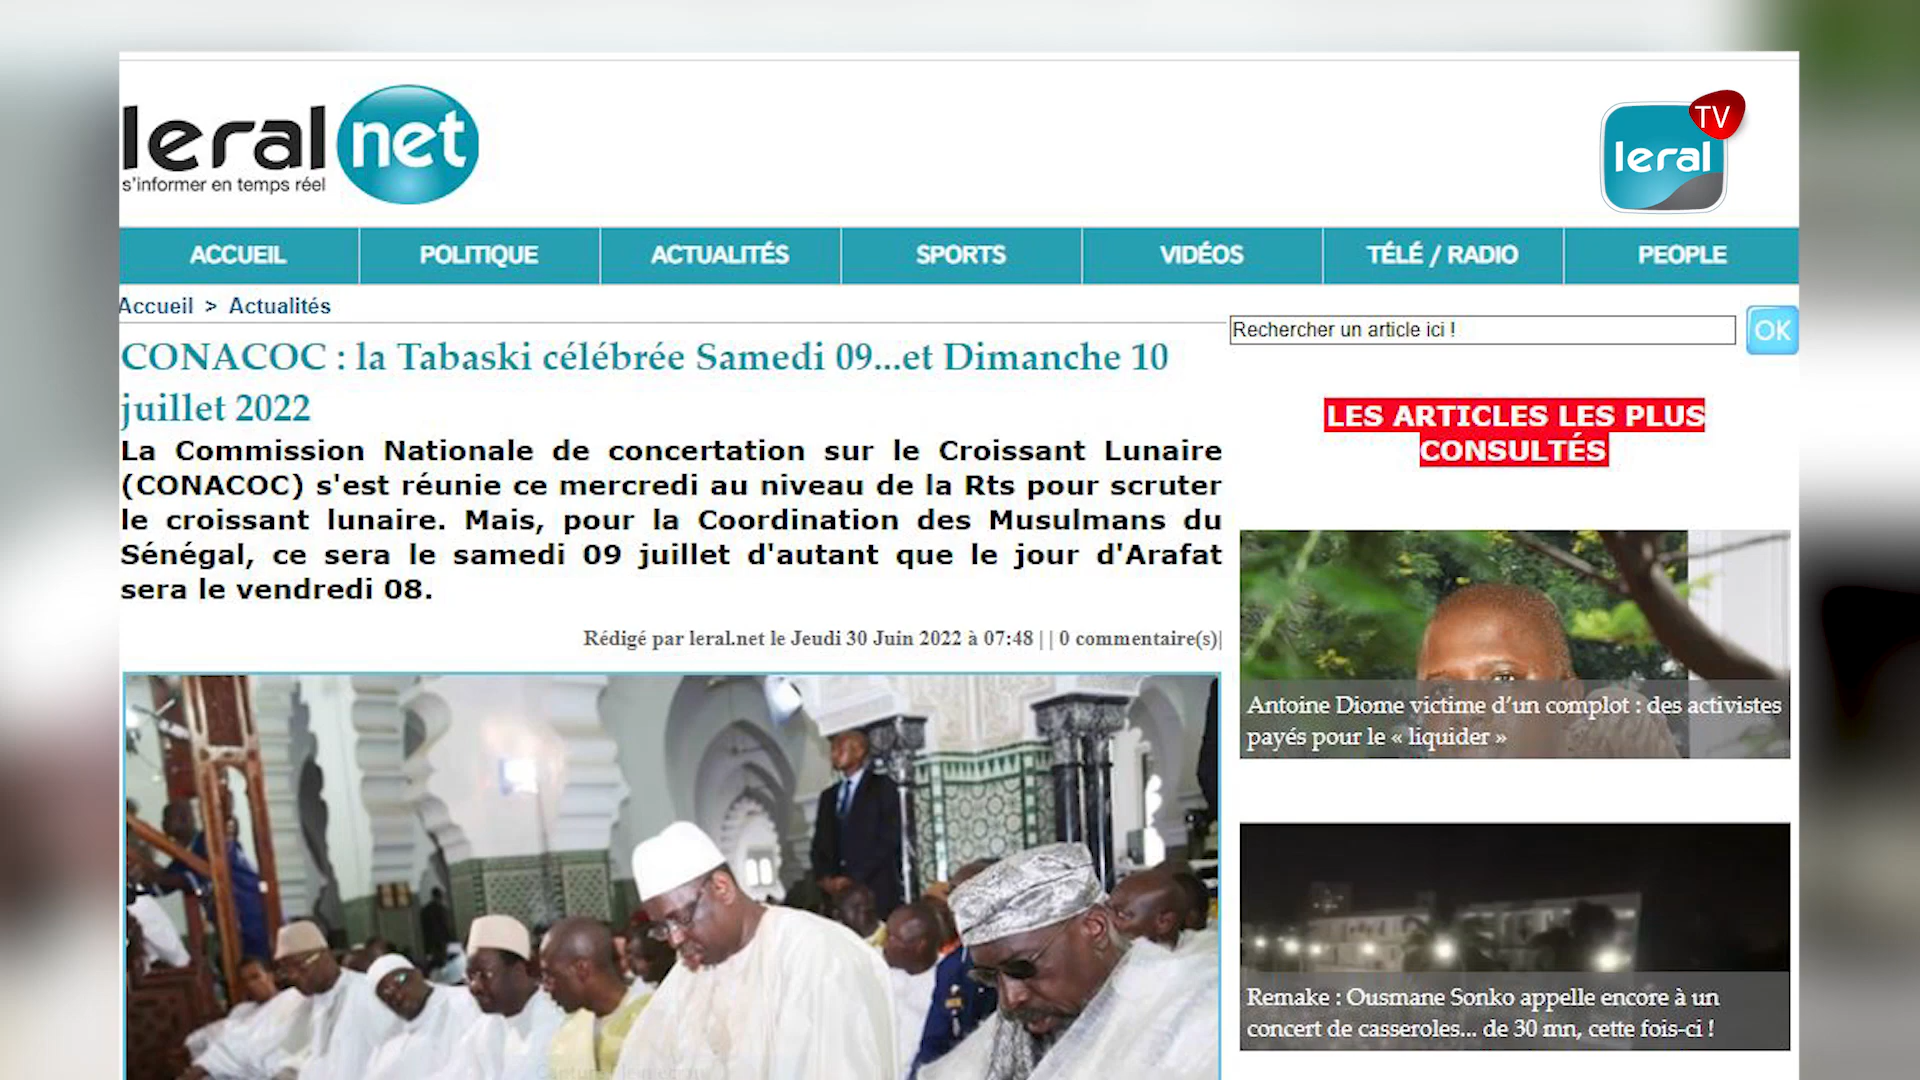 leral net
s'informer en temps réel
TV
leral
ACCUEIL POLITIQUE ACTUALITÉS SPORTS VIDÉOS TÉLÉ / RADIO PEOPLE
Accueil > Actualités
Rechercher un article ici ! OK
CONACOC : la Tabaski célébrée Samedi 09...et Dimanche 10
juillet 2022
La Commission Nationale de concertation sur le Croissant Lunaire
(CONACOC) s'est réunie ce mercredi au niveau de la Rts pour scruter
le croissant lunaire. Mais, pour la Coordination des Musulmans du
Sénégal, ce sera le samedi 09 juillet d'autant que le jour d'Arafat
sera le vendredi 08.
Rédigé par leral.net le Jeudi 30 Juin 2022 à 07:48 | | 0 commentaire(s)|
LES ARTICLES LES PLUS
CONSULTÉS
Antoine Diome victime d’un complot : des activistes
payés pour le « liquider »
Remake : Ousmane Sonko appelle encore à un
concert de casseroles... de 30 mn, cette fois-ci !